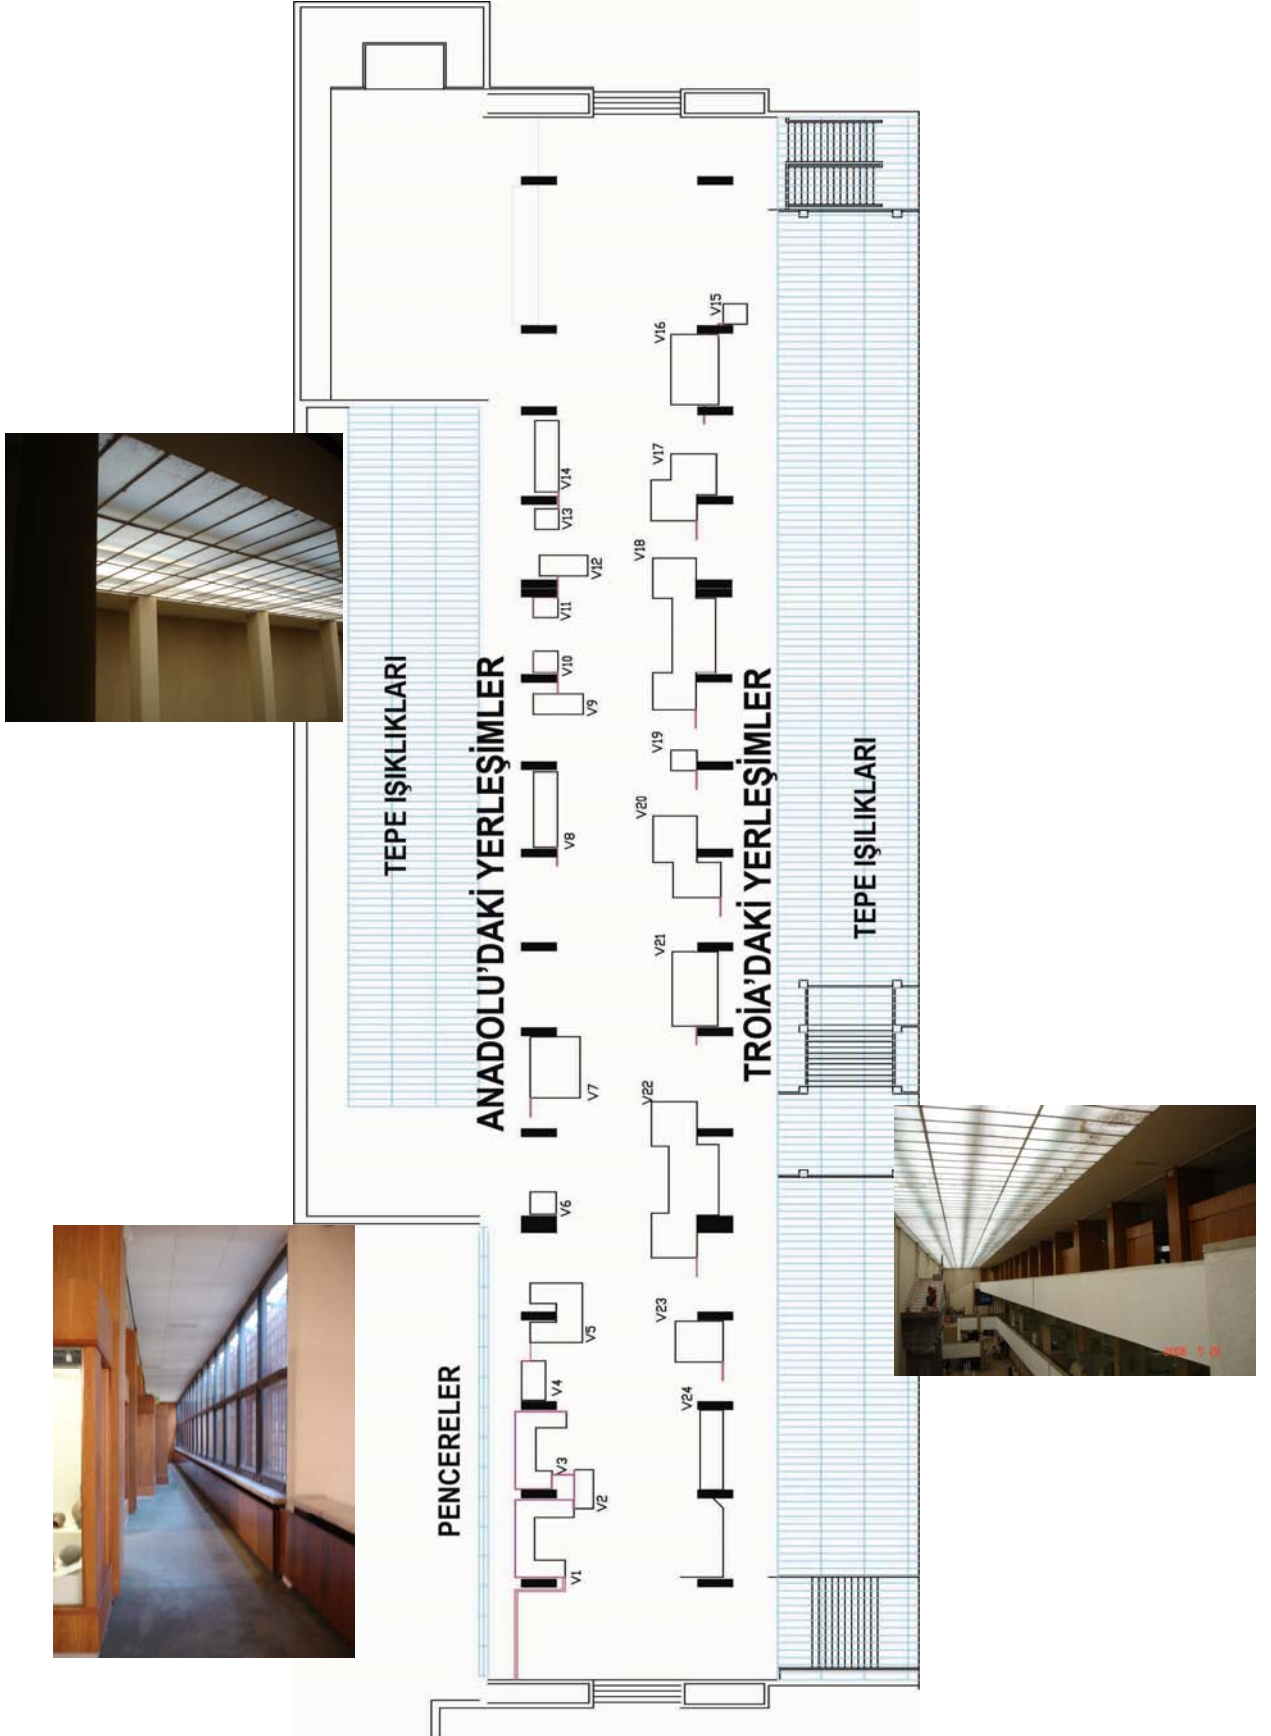 V15
V16
V17
V14
V13
V18
V12
V11
TEPE IŞIKLIKLARI
ANADOLU'DAKİ YERLEŞİMLER
V10
V9
TROİA'DAKİ YERLEŞİMLER
V19
TEPE IŞILIKLARI
V20
V8
V21
V7
V22
V6
V5
V23
V4
V24
PENCERELER
V3
V2
V1